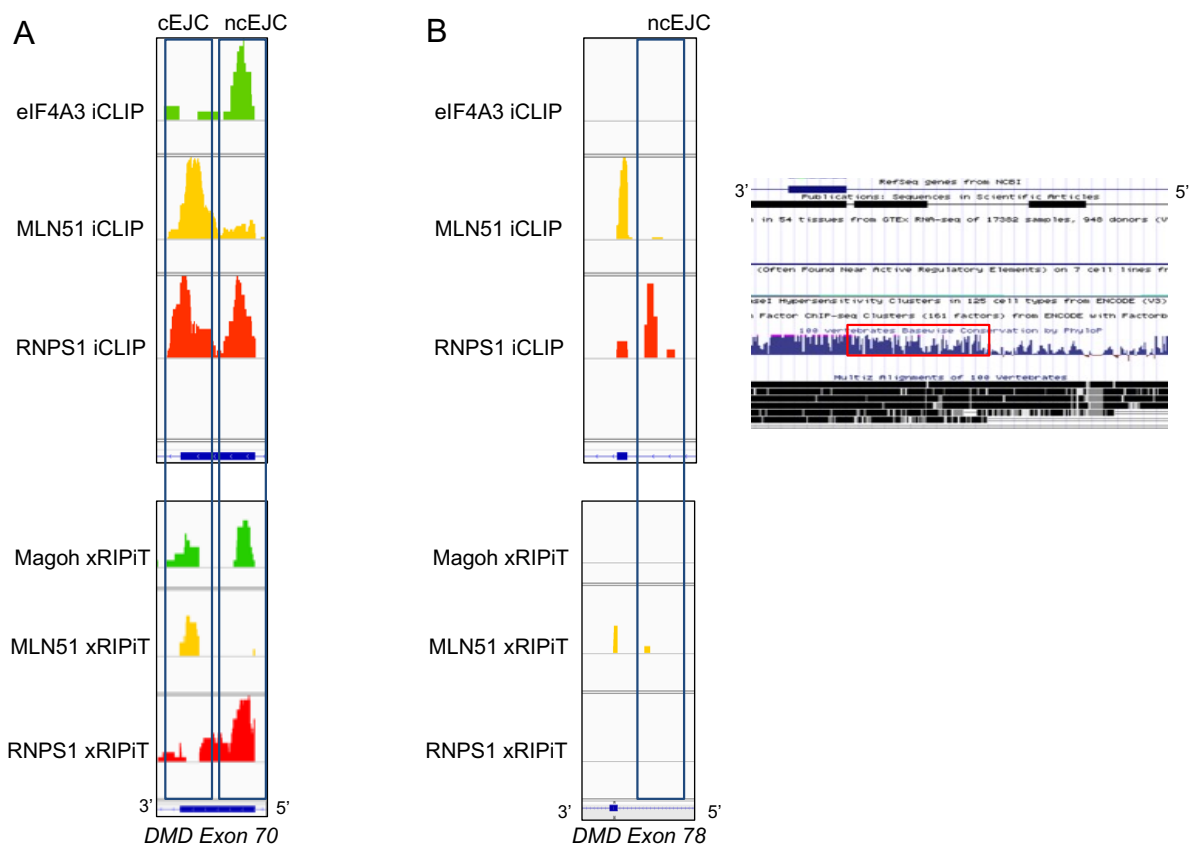 A
cEJC ncEJC
eIF4A3 iCLIP
MLN51 iCLIP
RNPS1 iCLIP
Magoh xRIPiT
MLN51 xRIPiT
RNPS1 xRIPiT
3’ 5’
DMD Exon 70
B
ncEJC
eIF4A3 iCLIP
MLN51 iCLIP
RNPS1 iCLIP
Magoh xRIPiT
MLN51 xRIPiT
RNPS1 xRIPiT
3’ 5’
DMD Exon 78
3’ 5’
RefSeq genes from NCBI
Publications: Sequences in Scientific Articles
in 54 tissues from GTEx RNA-seq of 17382 samples, 948 donors (V
(Often Found Near Active Regulatory Elements) on 7 cell lines fr
seI Hypersensitivity Clusters in 125 cell types from ENCODE (V3)
Factor ChIP-seq Clusters (161 factors) from ENCODE with Factorb
100 vertebrates Basewise Conservation by PhyloP
Multiz Alignments of 100 Vertebrates